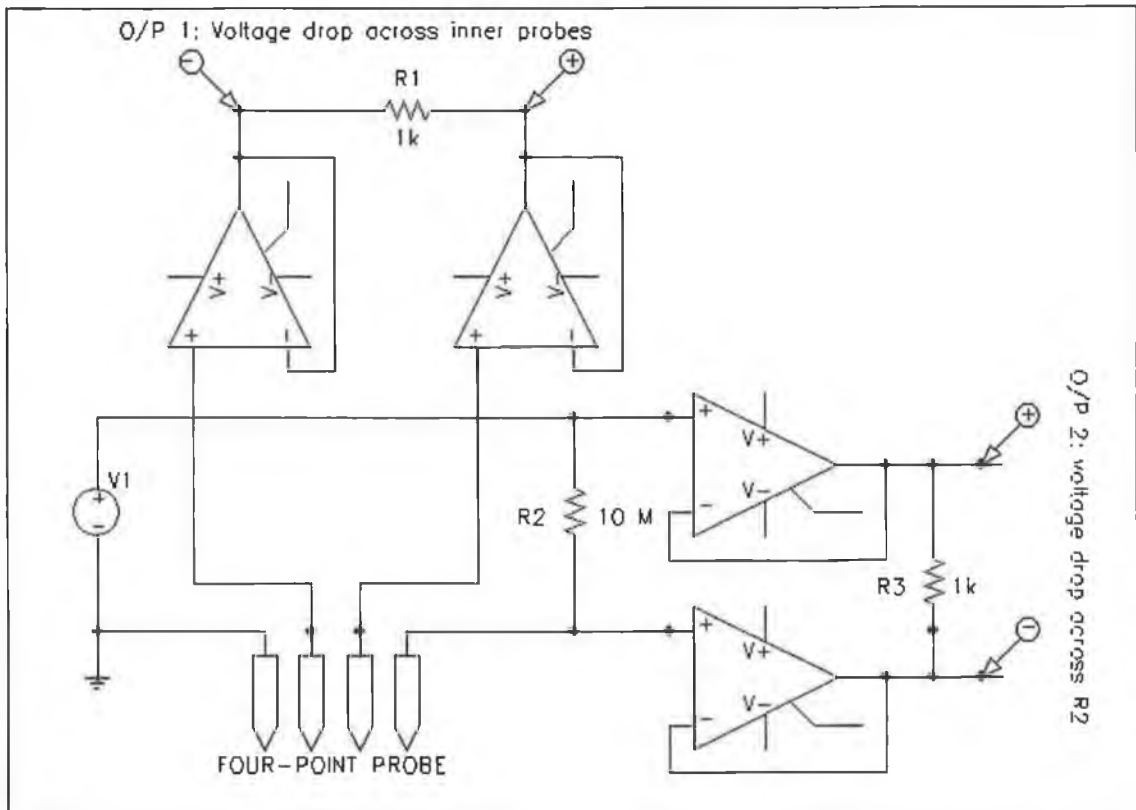 O/P 1: Voltage drop across inner probes
− +
R1
1k
V+ V-
+ −
V+ V-
+ −
V1
+
−
R2 10 M
+
V+
V-
−
R3 1k
+
V+
V-
−
+
−
O/P 2: voltage drop across R2
FOUR-POINT PROBE